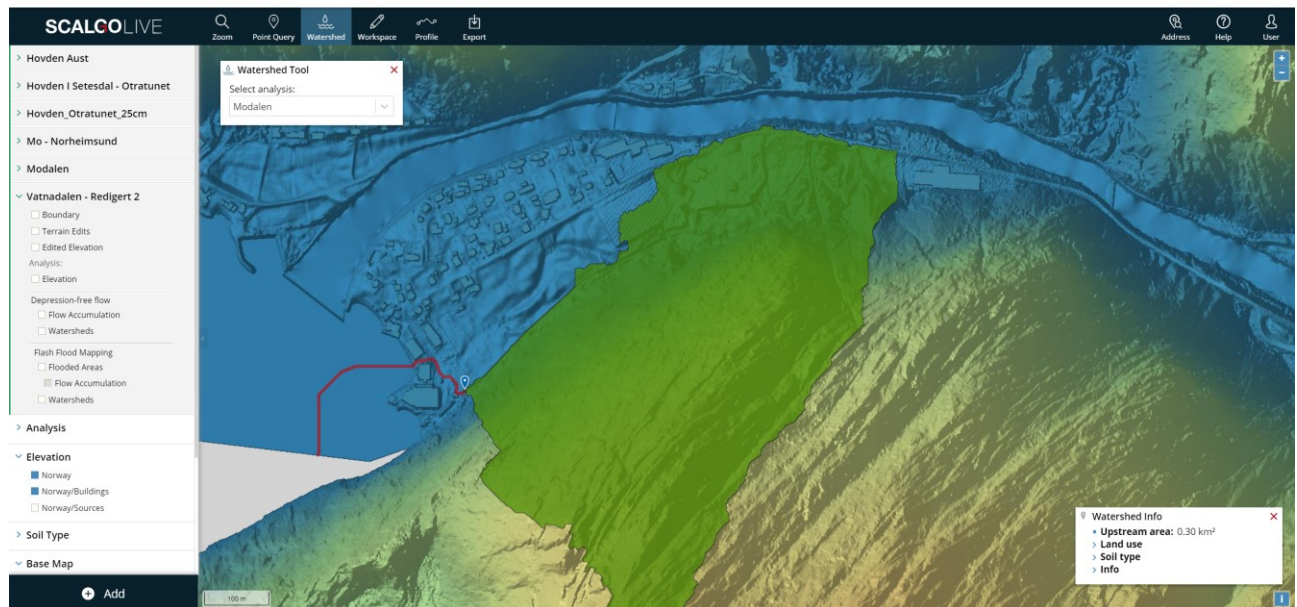 SCALGOLIVE
Zoom
Point Query
Watershed
Workspace
Profile
Export
Address
Help
User
Hovden Aust
Hovden I Setesdal - Otratunet
Hovden_Otratunet_25cm
Mo - Norheimsund
Modalen
Vatnadalen - Redigert 2
Boundary
Terrain Edits
Edited Elevation
Analysis:
Elevation
Depression-free flow
Flow Accumulation
Watersheds
Flash Flood Mapping
Flooded Areas
Flow Accumulation
Watersheds
Analysis
Elevation
Norway
Norway/Buildings
Norway/Sources
Soil Type
Base Map
Add
Watershed Tool
Select analysis:
Modalen
100 m
Watershed Info
Upstream area: 0.30 km²
Land use
Soil type
Info